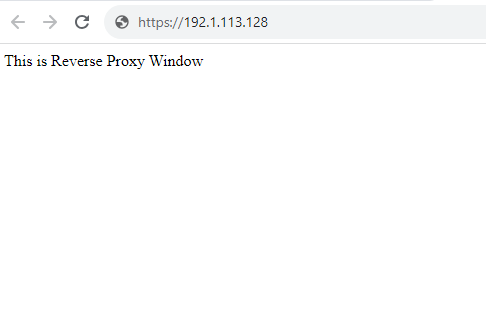 https://192.1.113.128
This is Reverse Proxy Window